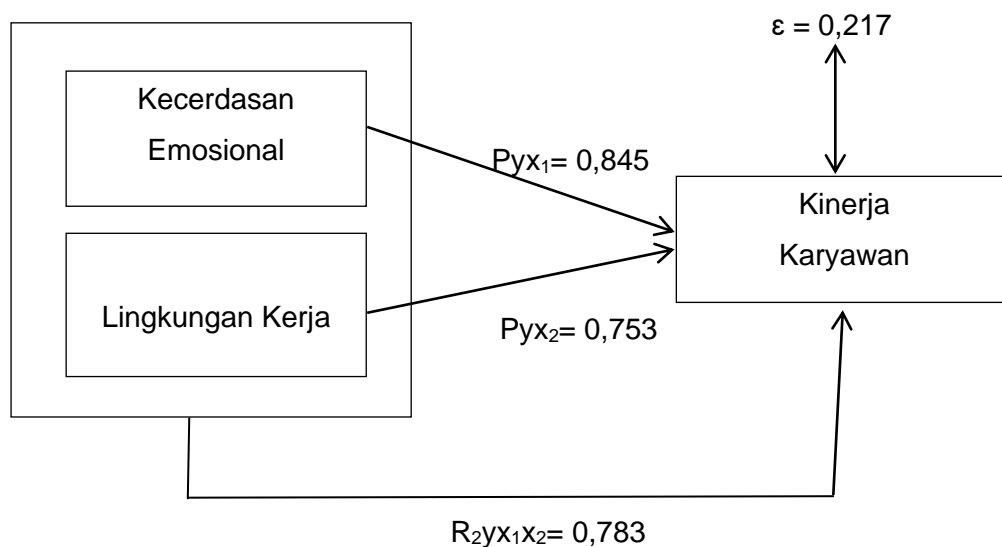 ε = 0,217
Kecerdasan
Emosional
Pyx₁= 0,845
Kinerja
Karyawan
Lingkungan Kerja
Pyx₂= 0,753
R₂yx₁x₂= 0,783